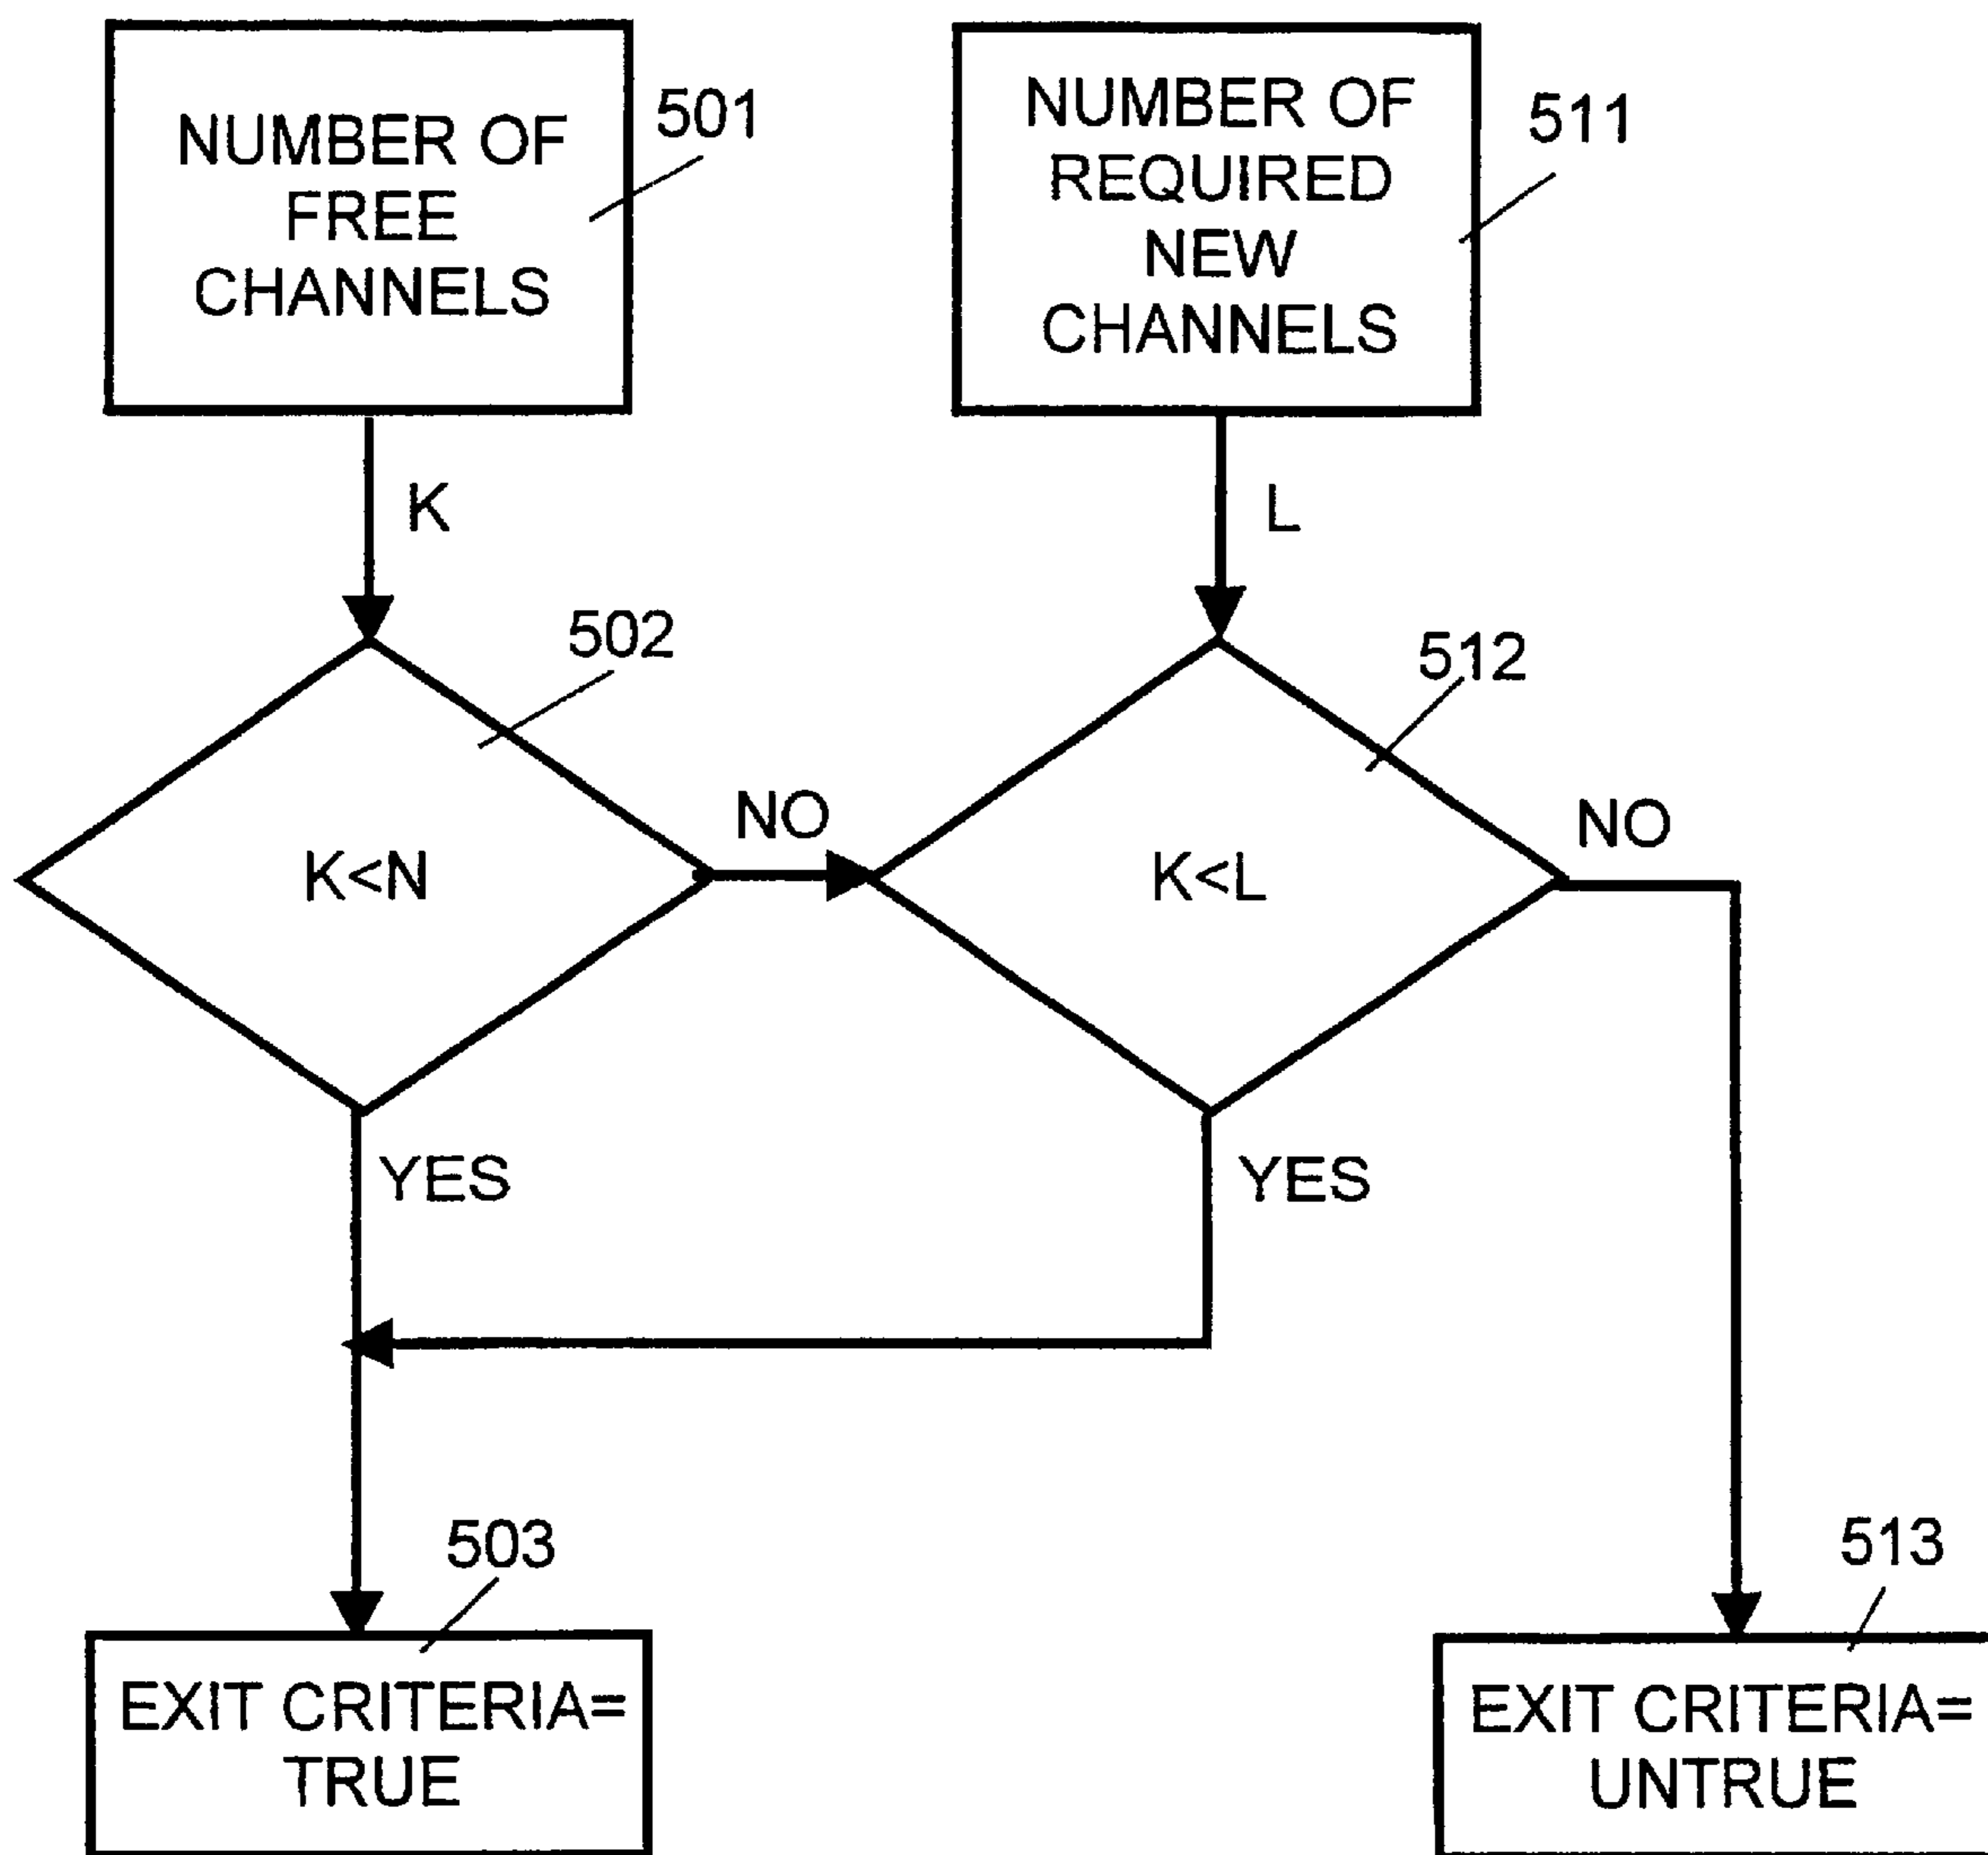 NUMBER OF
FREE
CHANNELS
501
NUMBER OF
REQUIRED
NEW
CHANNELS
511
K
L
502
512
K<N
NO
K<L
NO
YES
YES
503
513
EXIT CRITERIA=
TRUE
EXIT CRITERIA=
UNTRUE